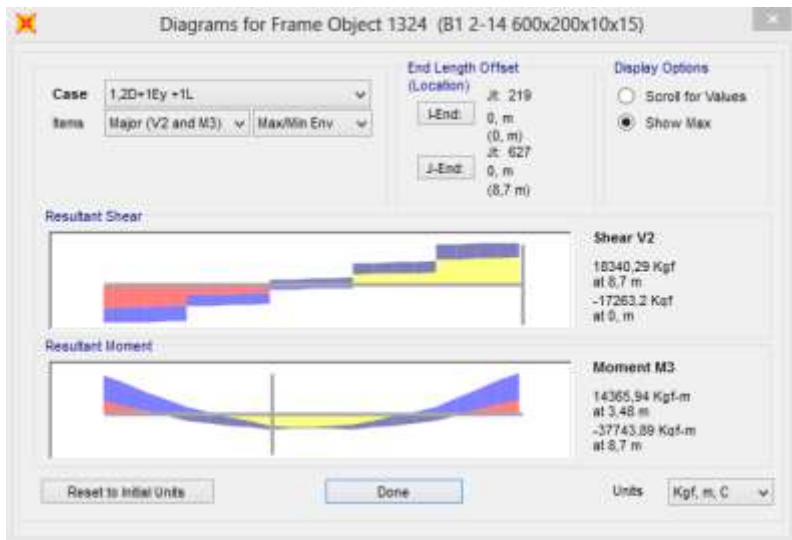 Diagrams for Frame Object 1324 (B1 2-14 600x200x10x15)
Case 1,2D+1Ey +1L
Items Major (V2 and M3) Max/Min Env
End Length Offset
(Location)
Jt: 219
I-End: 0, m
(0, m)
Jt: 627
J-End: 0, m
(8,7 m)
Display Options
Scroll for Values
Show Max
Resultant Shear
Shear V2
18340,29 Kgf
at 8,7 m
-17263,2 Kgf
at 0, m
Resultant Moment
Moment M3
14365,94 Kgf-m
at 3,48 m
-37743,89 Kgf-m
at 8,7 m
Reset to Initial Units
Done
Units Kgf, m, C